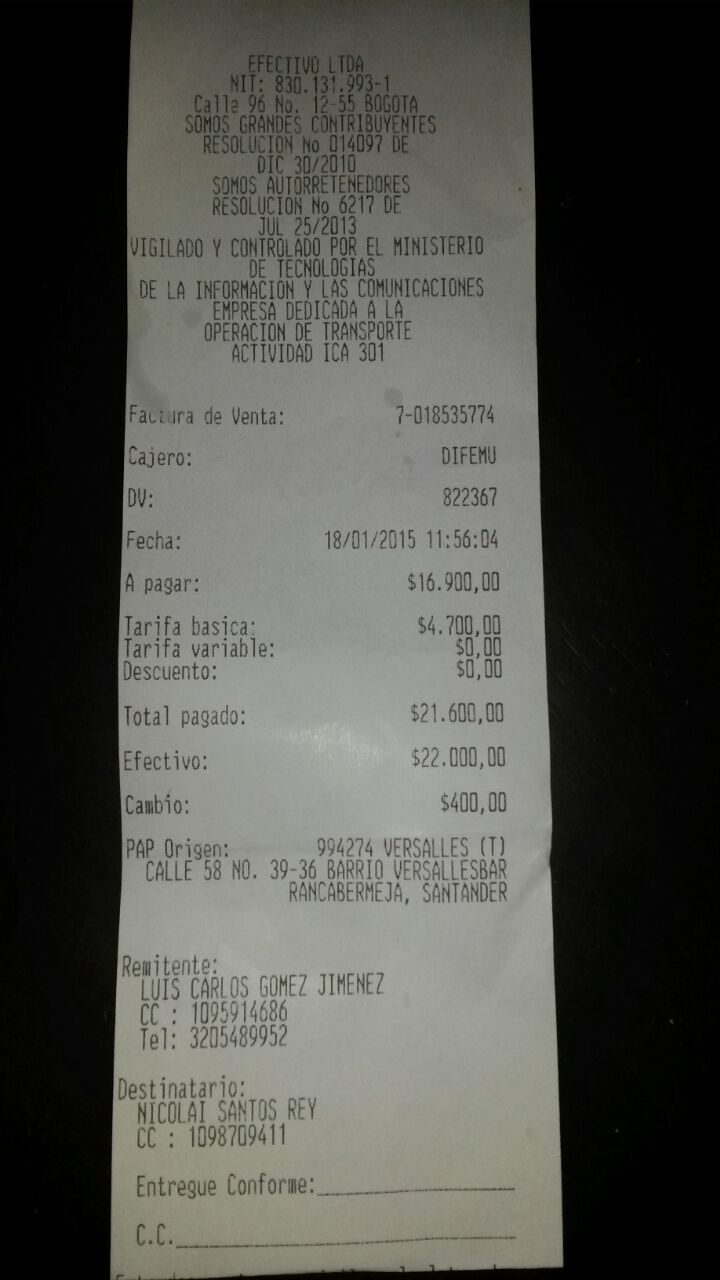 EFECTIVO LTDA
NIT: 830.131.993-1
Calle 96 No. 12-55 BOGOTA
SOMOS GRANDES CONTRIBUYENTES
RESOLUCION No 014097 DE
DIC 30/2010
SOMOS AUTORRETENEDORES
RESOLUCION No 6217 DE
JUL 25/2013
VIGILADO Y CONTROLADO POR EL MINISTERIO
DE TECNOLOGIAS
DE LA INFORMACION Y LAS COMUNICACIONES
EMPRESA DEDICADA A LA
OPERACION DE TRANSPORTE
ACTIVIDAD ICA 301
Factura de Venta: 7-018535774
Cajero: DIFEMU
DV: 822367
Fecha: 18/01/2015 11:56:04
A pagar: $16.900,00
Tarifa basica: $4.700,00
Tarifa variable: $0,00
Descuento: $0,00
Total pagado: $21.600,00
Efectivo: $22.000,00
Cambio: $400,00
PAP Origen: 994274 VERSALLES (T)
CALLE 58 NO. 39-36 BARRIO VERSALLESBAR
RANCABERMEJA, SANTANDER
Remitente:
LUIS CARLOS GOMEZ JIMENEZ
CC : 1095914686
Tel: 3205489952
Destinatario:
NICOLAI SANTOS REY
CC : 1098709411
Entregue Conforme:
C.C.